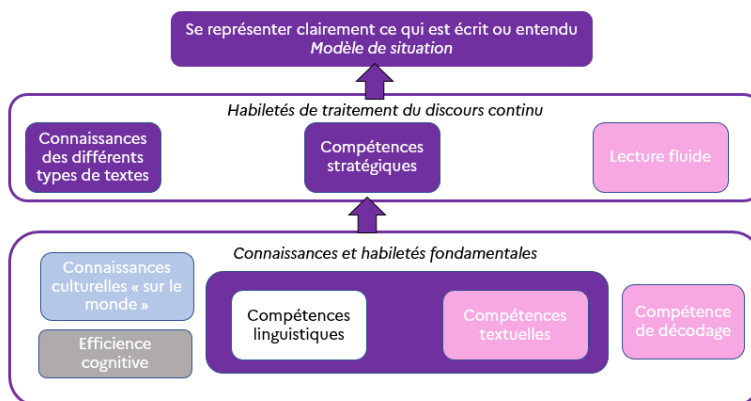 Se représenter clairement ce qui est écrit ou entendu
Modèle de situation
Habiletés de traitement du discours continu
Connaissances
des différents
types de textes
Compétences
stratégiques
Lecture fluide
Connaissances et habiletés fondamentales
Connaissances
culturelles « sur le
monde »
Efficience
cognitive
Compétences
linguistiques
Compétences
textuelles
Compétence
de décodage